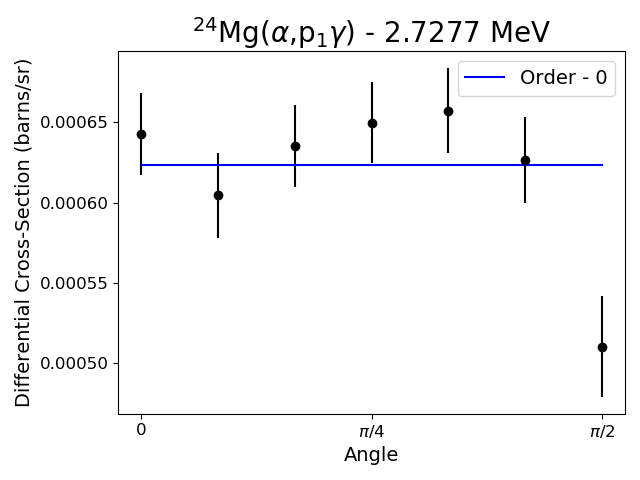 ²⁴Mg(α,p₁γ) - 2.7277 MeV
Order - 0
Differential Cross-Section (barns/sr)
0.00065
0.00060
0.00055
0.00050
0
π/4
π/2
Angle